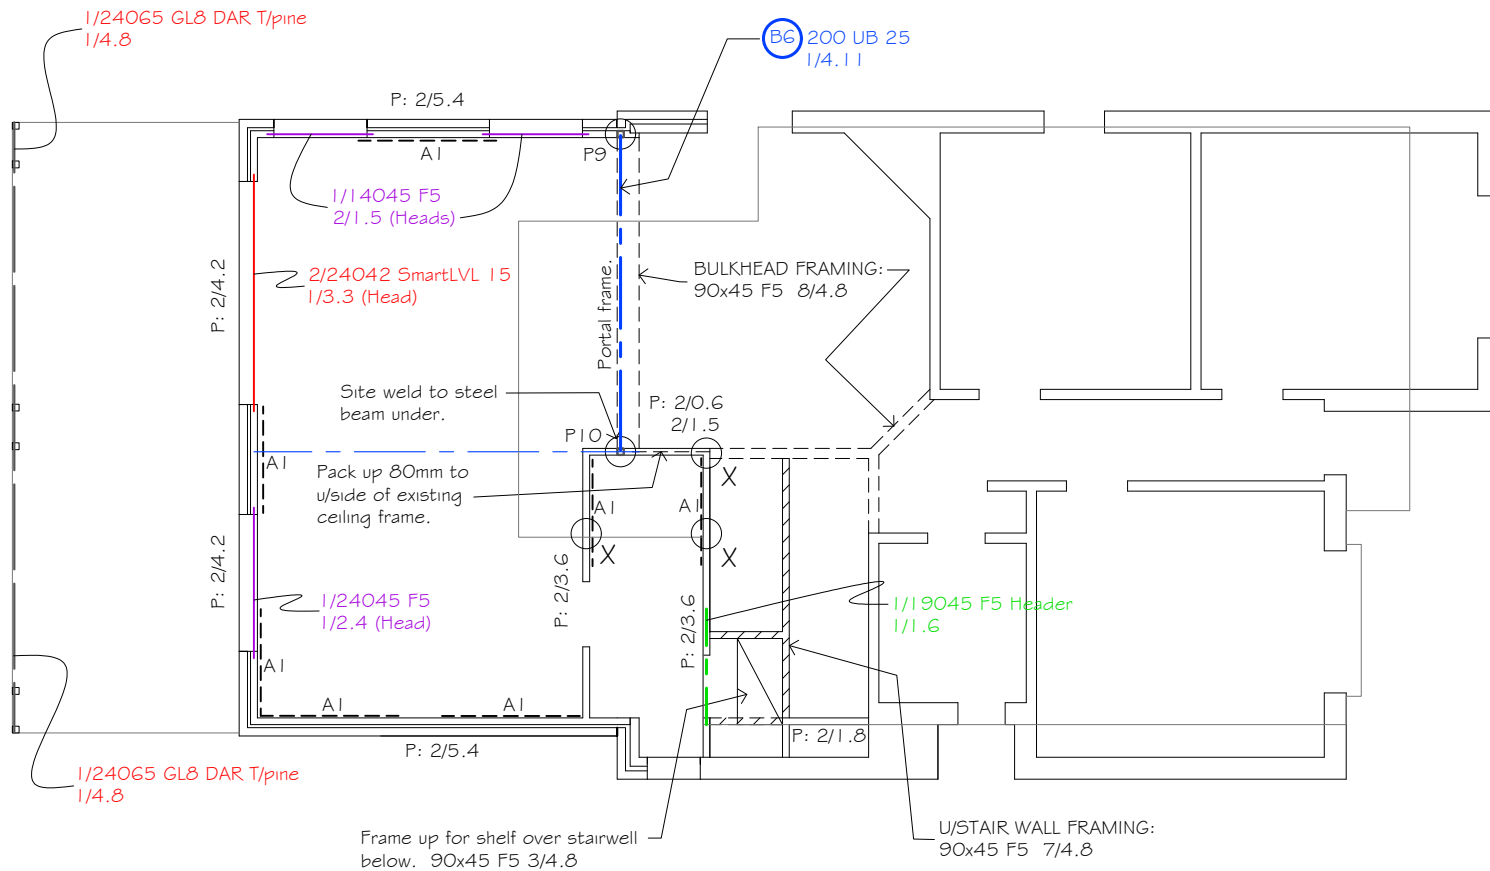 1/24065 GL8 DAR T/pine
1/4.8
B6 200 UB 25
1/4.11
P: 2/5.4
A1
P9
1/14045 F5
2/1.5 (Heads)
P: 2/4.2
2/24042 SmartLVL 15
1/3.3 (Head)
Portal frame.
BULKHEAD FRAMING:
90x45 F5 8/4.8
Site weld to steel
beam under.
P: 2/0.6
2/1.5
P10
A1
Pack up 80mm to
u/side of existing
ceiling frame.
X
A1
A1
X
X
P: 2/4.2
P: 2/3.6
P: 2/3.6
1/24045 F5
1/2.4 (Head)
1/19045 F5 Header
1/1.6
A1
A1
A1
P: 2/5.4
P: 2/1.8
1/24065 GL8 DAR T/pine
1/4.8
Frame up for shelf over stairwell
below. 90x45 F5 3/4.8
U/STAIR WALL FRAMING:
90x45 F5 7/4.8